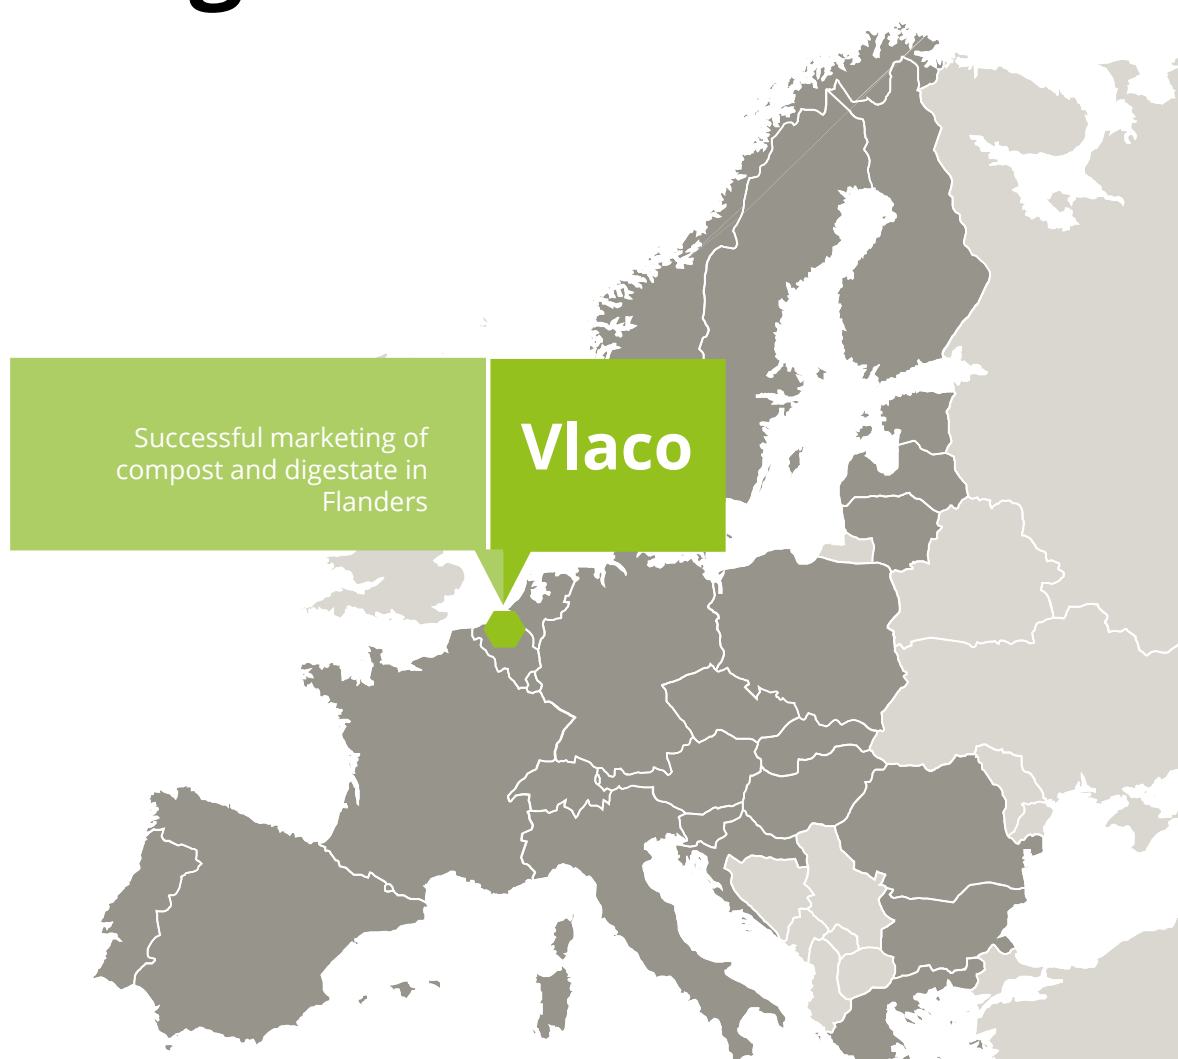 Successful marketing of
compost and digestate in
Flanders
Vlaco